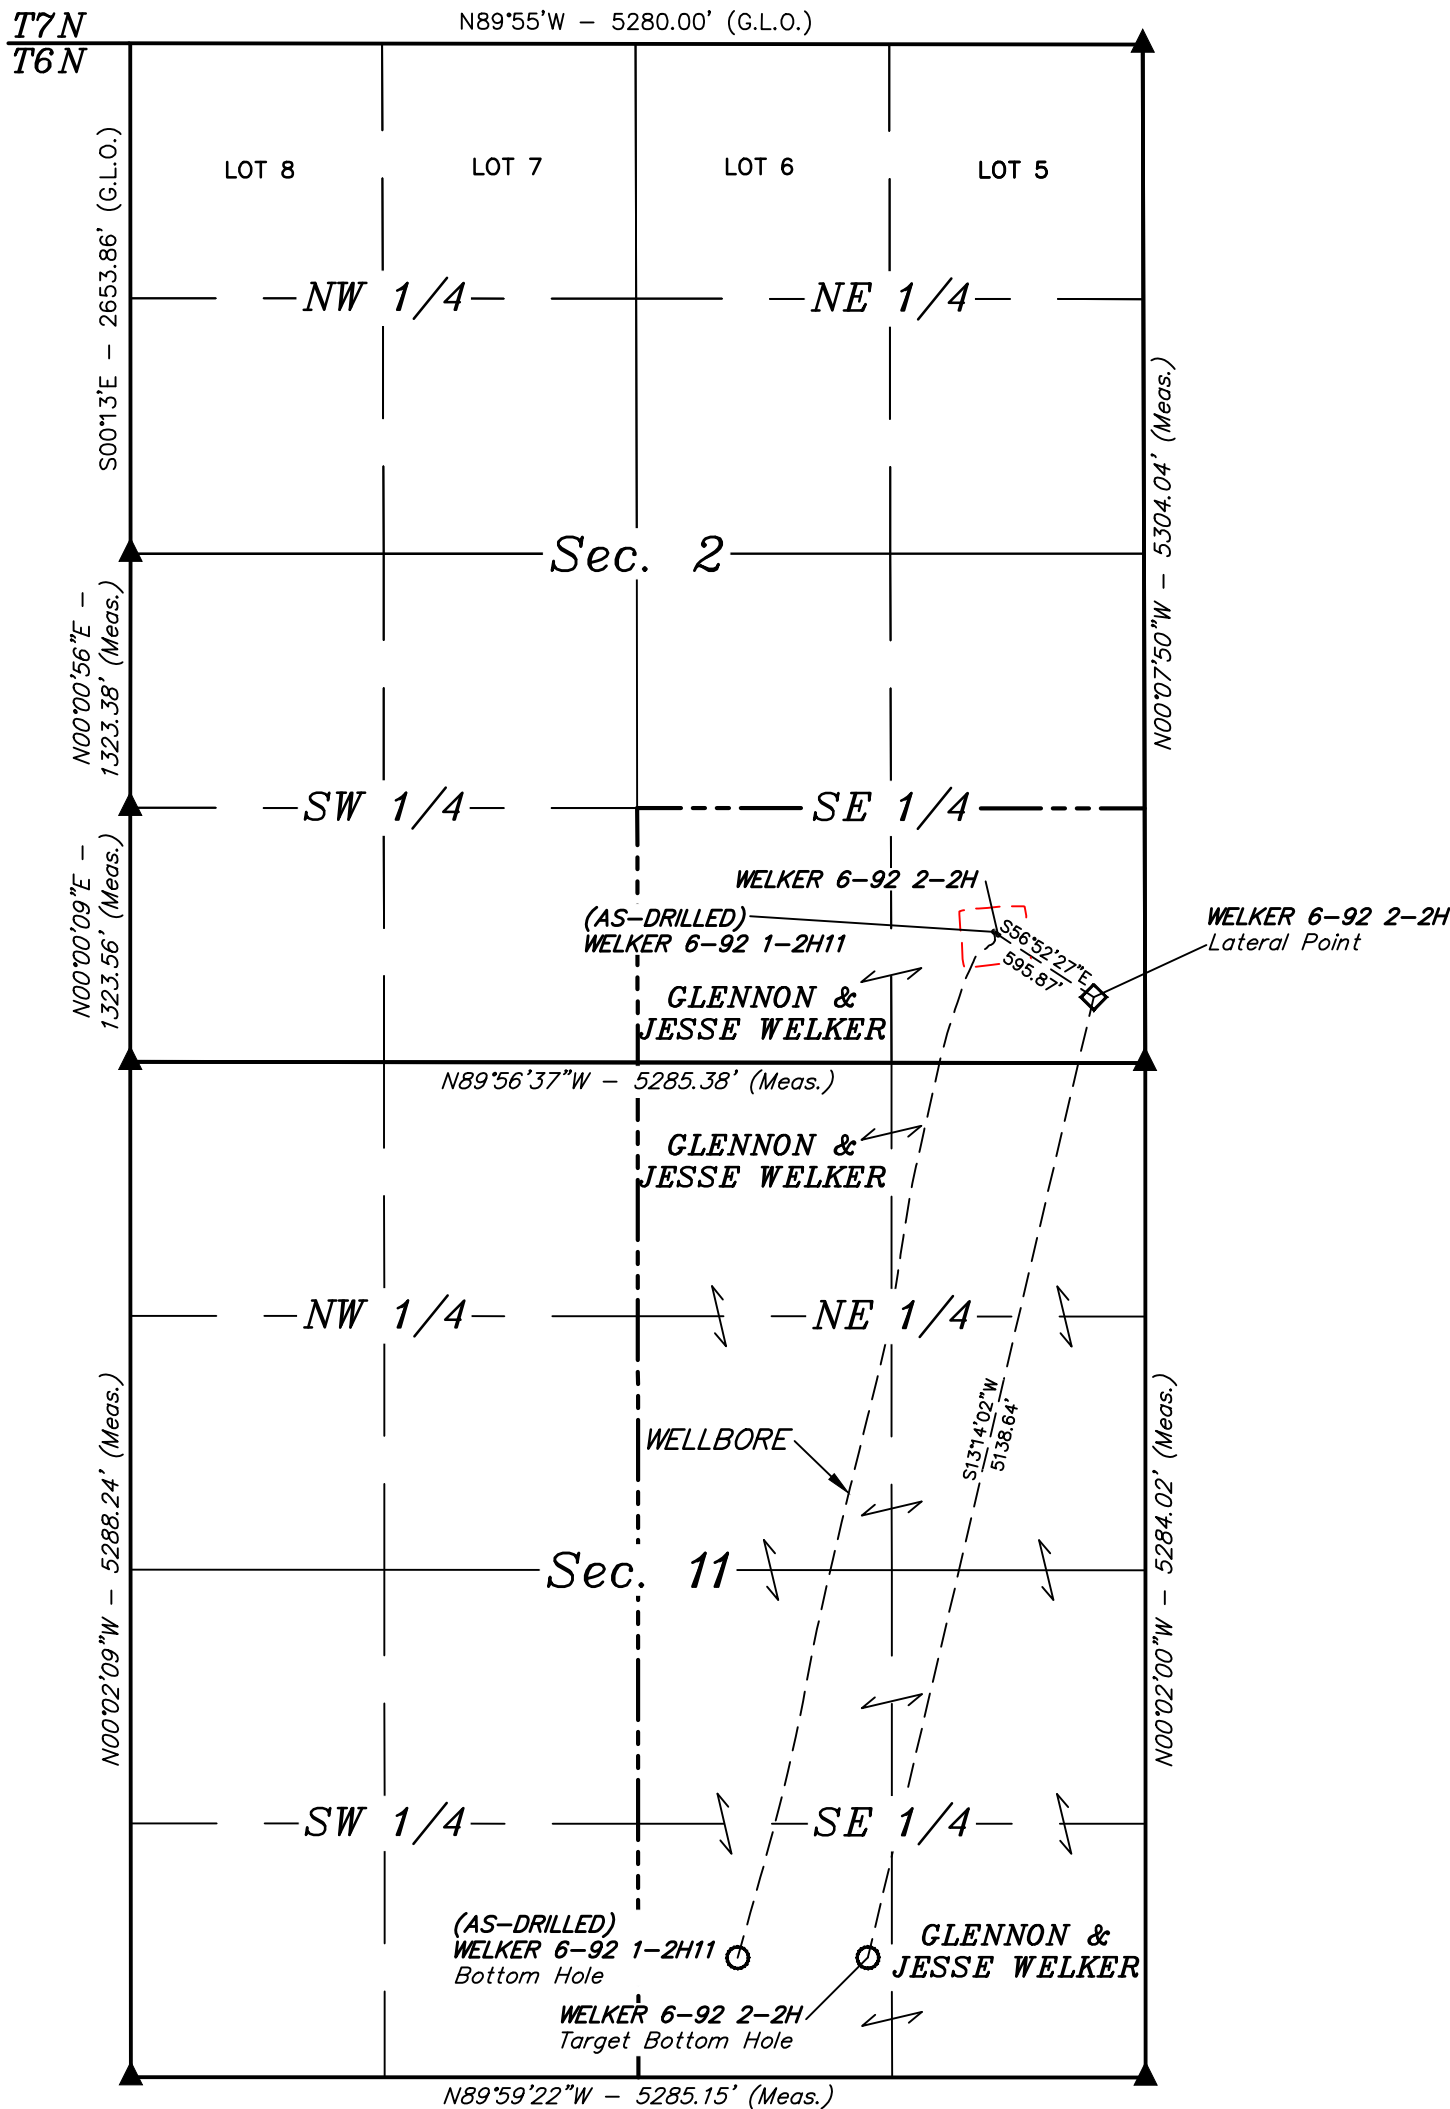 T7N
T6N
N89°55'W – 5280.00' (G.L.O.)
S00°13'E – 2653.86' (G.L.O.)
LOT 8
LOT 7
LOT 6
LOT 5
NW 1/4
NE 1/4
N00°07'50"W – 5304.04' (Meas.)
Sec. 2
N00°00'56"E –
1323.38' (Meas.)
SW 1/4
SE 1/4
N00°00'09"E –
1323.56' (Meas.)
WELKER 6–92 2–2H
(AS–DRILLED)
WELKER 6–92 1–2H11
S56°52'27"E
595.87'
WELKER 6–92 2–2H
Lateral Point
GLENNON &
JESSE WELKER
N89°56'37"W – 5285.38' (Meas.)
GLENNON &
JESSE WELKER
NW 1/4
NE 1/4
N00°02'09"W – 5288.24' (Meas.)
WELLBORE
S13°14'02"W
5138.64'
N00°02'00"W – 5284.02' (Meas.)
Sec. 11
SW 1/4
SE 1/4
(AS–DRILLED)
WELKER 6–92 1–2H11
Bottom Hole
GLENNON &
JESSE WELKER
WELKER 6–92 2–2H
Target Bottom Hole
N89°59'22"W – 5285.15' (Meas.)